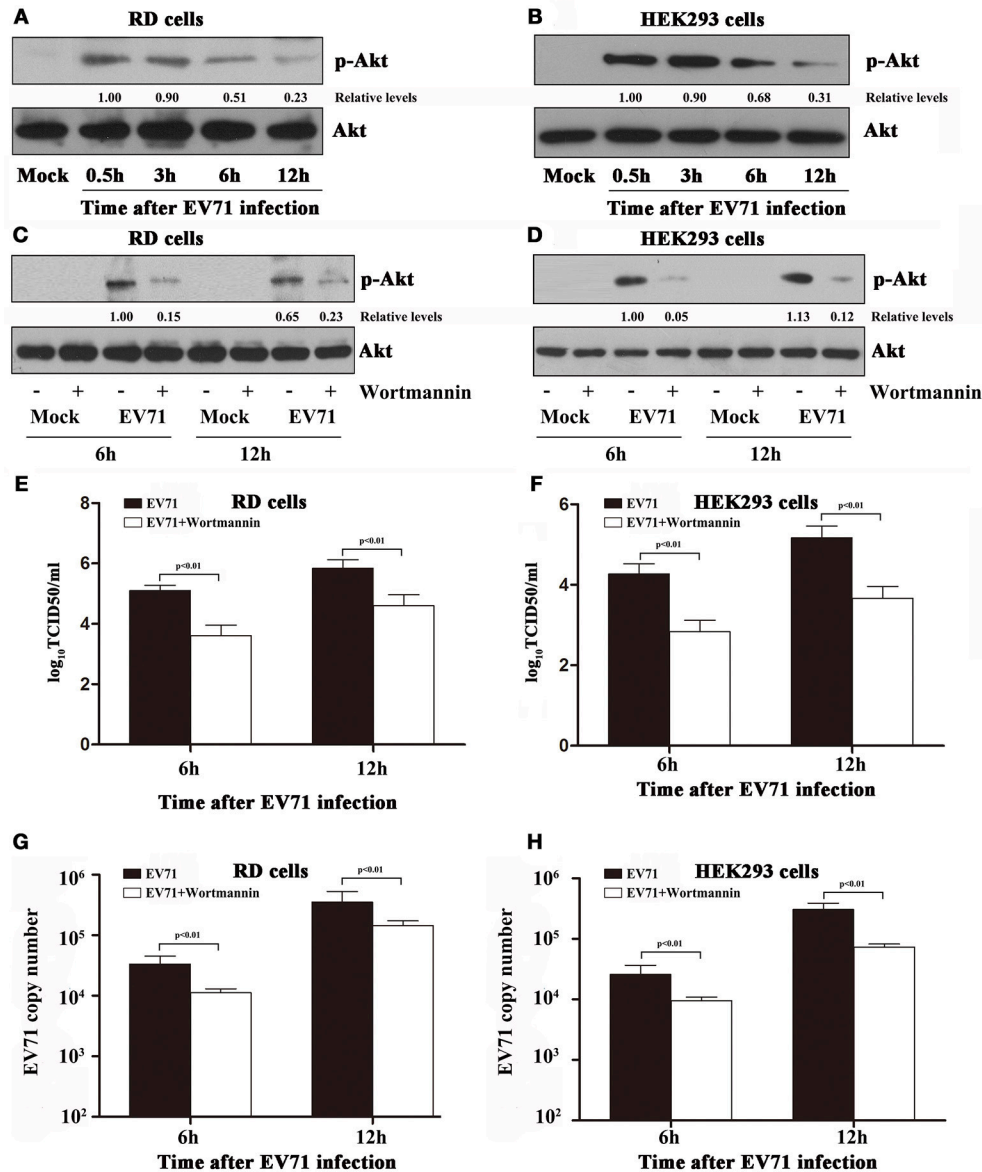 A
RD cells
p-Akt
1.00 0.90 0.51 0.23 Relative levels
Akt
Mock 0.5h 3h 6h 12h
Time after EV71 infection
B
HEK293 cells
p-Akt
1.00 0.90 0.68 0.31 Relative levels
Akt
Mock 0.5h 3h 6h 12h
Time after EV71 infection
C
RD cells
p-Akt
1.00 0.15 0.65 0.23 Relative levels
Akt
- + - + - + - + Wortmannin
Mock EV71 Mock EV71
6h 12h
D
HEK293 cells
p-Akt
1.00 0.05 1.13 0.12 Relative levels
Akt
- + - + - + - + Wortmannin
Mock EV71 Mock EV71
6h 12h
E
RD cells
EV71
EV71+Wortmannin
p<0.01
p<0.01
log₁₀TCID50/ml
8
6
4
2
0
6h 12h
Time after EV71 infection
F
HEK293 cells
EV71
EV71+Wortmannin
p<0.01
p<0.01
log₁₀TCID50/ml
6
4
2
0
6h 12h
Time after EV71 infection
G
RD cells
EV71
EV71+Wortmannin
p<0.01
p<0.01
EV71 copy number
10⁶
10⁵
10⁴
10³
10²
6h 12h
Time after EV71 infection
H
HEK293 cells
EV71
EV71+Wortmannin
p<0.01
p<0.01
EV71 copy number
10⁶
10⁵
10⁴
10³
10²
6h 12h
Time after EV71 infection